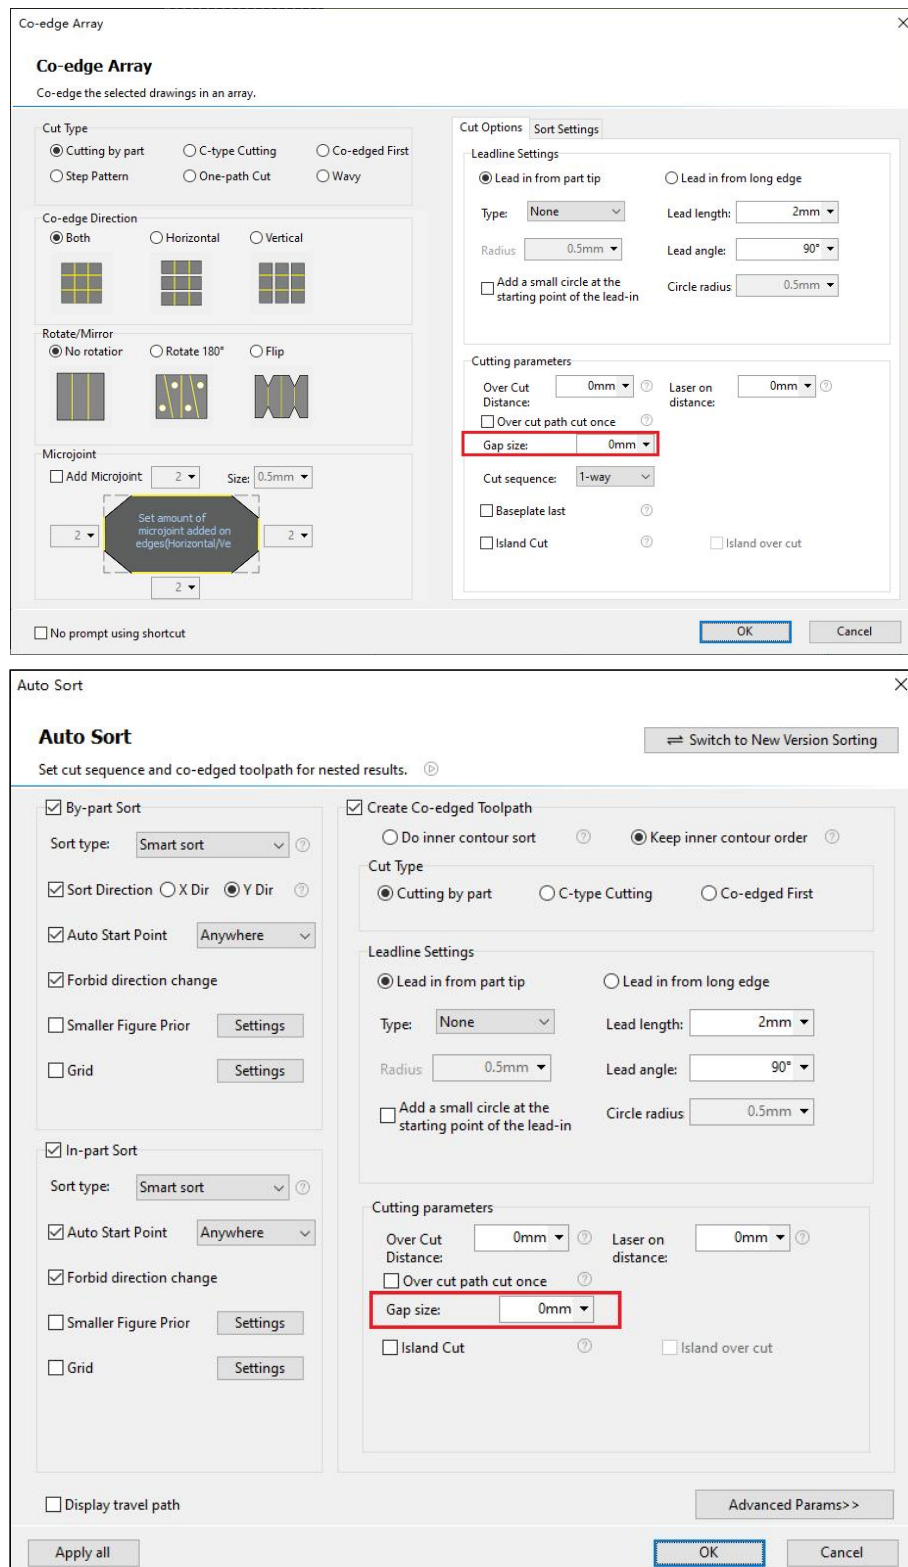 Co-edge Array
Co-edge Array
Co-edge the selected drawings in an array.
Cut Type
Cutting by part C-type Cutting Co-edged First
Step Pattern One-path Cut Wavy
Co-edge Direction
Both Horizontal Vertical
Rotate/Mirror
No rotatior Rotate 180° Flip
Microjoint
Add Microjoint 2 Size: 0.5mm
Set amount of
microjoint added on
edges(Horizontal/Ve
2 2
2
Cut Options Sort Settings
Leadline Settings
Lead in from part tip Lead in from long edge
Type: None Lead length: 2mm
Radius 0.5mm Lead angle: 90°
Add a small circle at the
starting point of the lead-in
Circle radius 0.5mm
Cutting parameters
Over Cut
Distance:
0mm
Laser on
distance:
0mm
Over cut path cut once
Gap size: 0mm
Cut sequence: 1-way
Baseplate last
Island Cut Island over cut
No prompt using shortcut
OK Cancel
Auto Sort
Auto Sort
Switch to New Version Sorting
Set cut sequence and co-edged toolpath for nested results.
By-part Sort
Sort type: Smart sort
Sort Direction X Dir Y Dir
Auto Start Point Anywhere
Forbid direction change
Smaller Figure Prior Settings
Grid Settings
In-part Sort
Sort type: Smart sort
Auto Start Point Anywhere
Forbid direction change
Smaller Figure Prior Settings
Grid Settings
Create Co-edged Toolpath
Do inner contour sort Keep inner contour order
Cut Type
Cutting by part C-type Cutting Co-edged First
Leadline Settings
Lead in from part tip Lead in from long edge
Type: None Lead length: 2mm
Radius 0.5mm Lead angle: 90°
Add a small circle at the
starting point of the lead-in
Circle radius 0.5mm
Cutting parameters
Over Cut
Distance:
0mm
Laser on
distance:
0mm
Over cut path cut once
Gap size: 0mm
Island Cut Island over cut
Display travel path
Advanced Params>>
Apply all OK Cancel